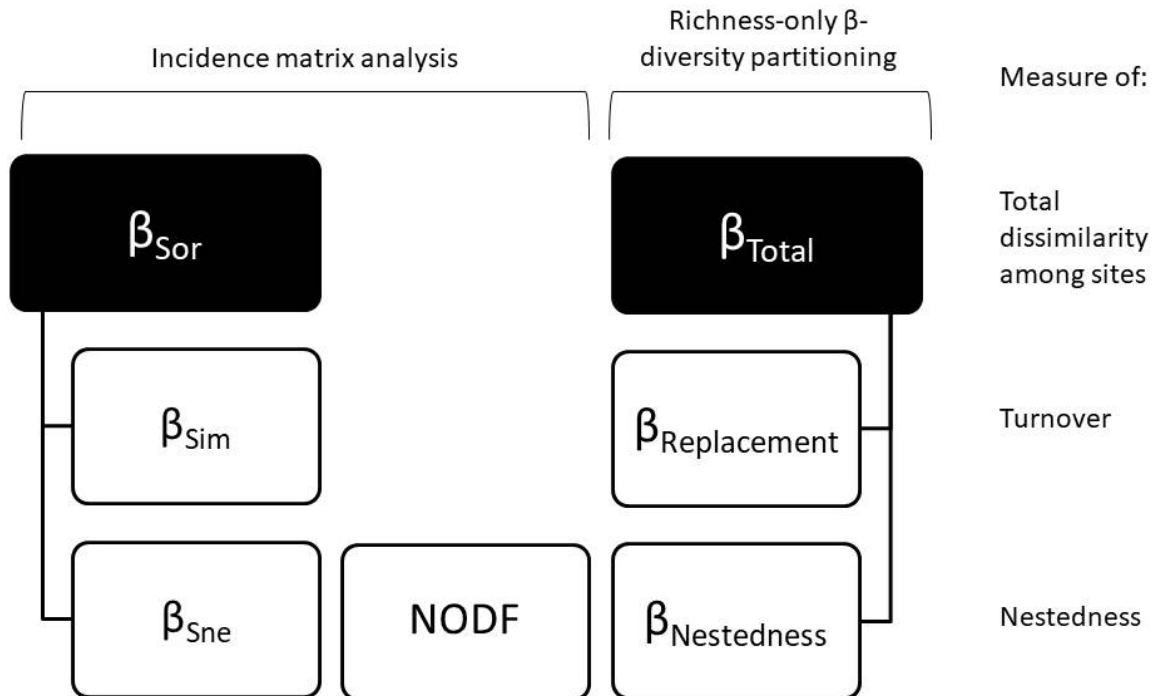 Incidence matrix analysis
Richness-only β-
diversity partitioning
Measure of:
βSor
βTotal
Total
dissimilarity
among sites
βSim
βReplacement
Turnover
βSne
NODF
βNestedness
Nestedness